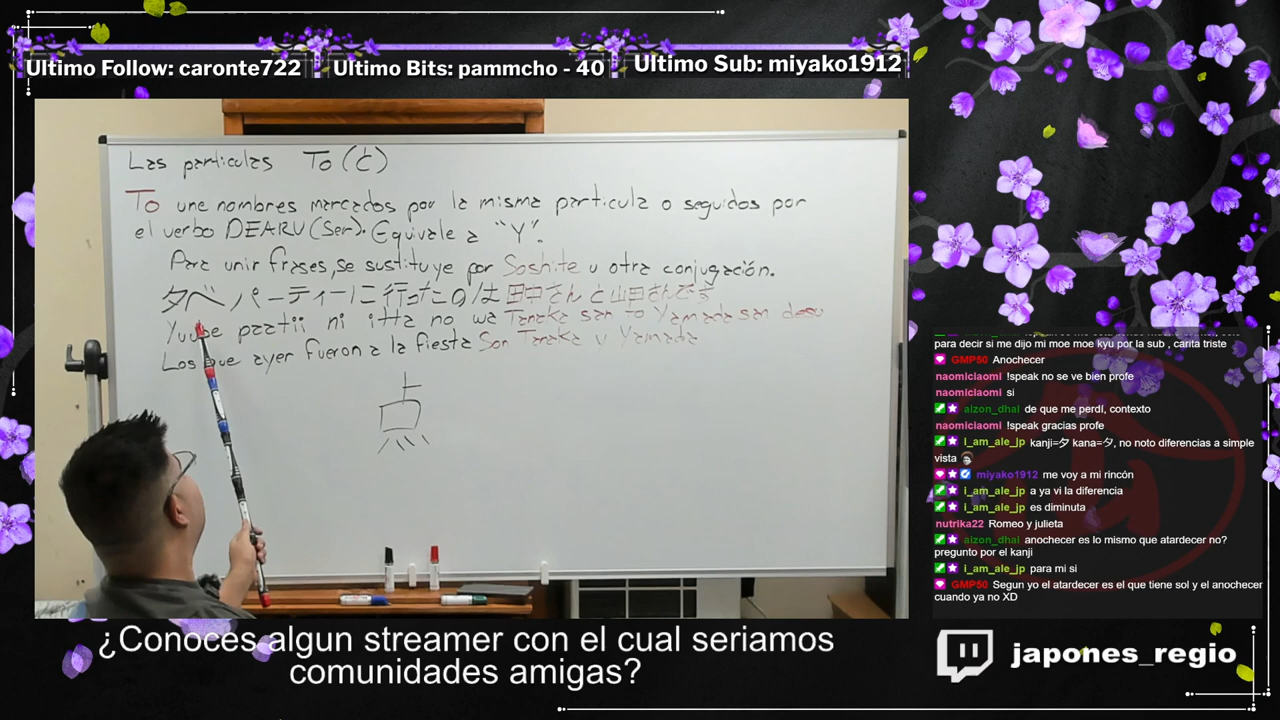 Ultimo Follow: caronte722
Ultimo Bits: pammcho - 40
Ultimo Sub: miyako1912
Las particulas To (と)
To une nombres marcados por la misma particula o seguidos por
el verbo DEARU (Ser). Equivale a "Y".
Para unir frases, se sustituye por Soshite u otra conjugación.
夕べパーティーに行ったのは田中さんと山田さんです
Yuube paatii ni itta no wa Tanaka san to Yamada san desu
Los que ayer fueron a la fiesta Son Tanaka y Yamada
para decir si me dijo mi moe moe kyu por la sub , carita triste
GMP50 Anochecer
naomiciaomi !speak no se ve bien profe
naomiciaomi si
aizon_dhal de que me perdí, contexto
naomiciaomi !speak gracias profe
i_am_ale_jp kanji=夕 kana=タ, no noto diferencias a simple
vista
miyako1912 me voy a mi rincón
i_am_ale_jp a ya vi la diferencia
i_am_ale_jp es diminuta
nutrika22 Romeo y julieta
aizon_dhal anochecer es lo mismo que atardecer no?
pregunto por el kanji
i_am_ale_jp para mi si
GMP50 Segun yo el atardecer es el que tiene sol y el anochecer
cuando ya no XD
¿Conoces algun streamer con el cual seriamos
comunidades amigas?
japones_regio